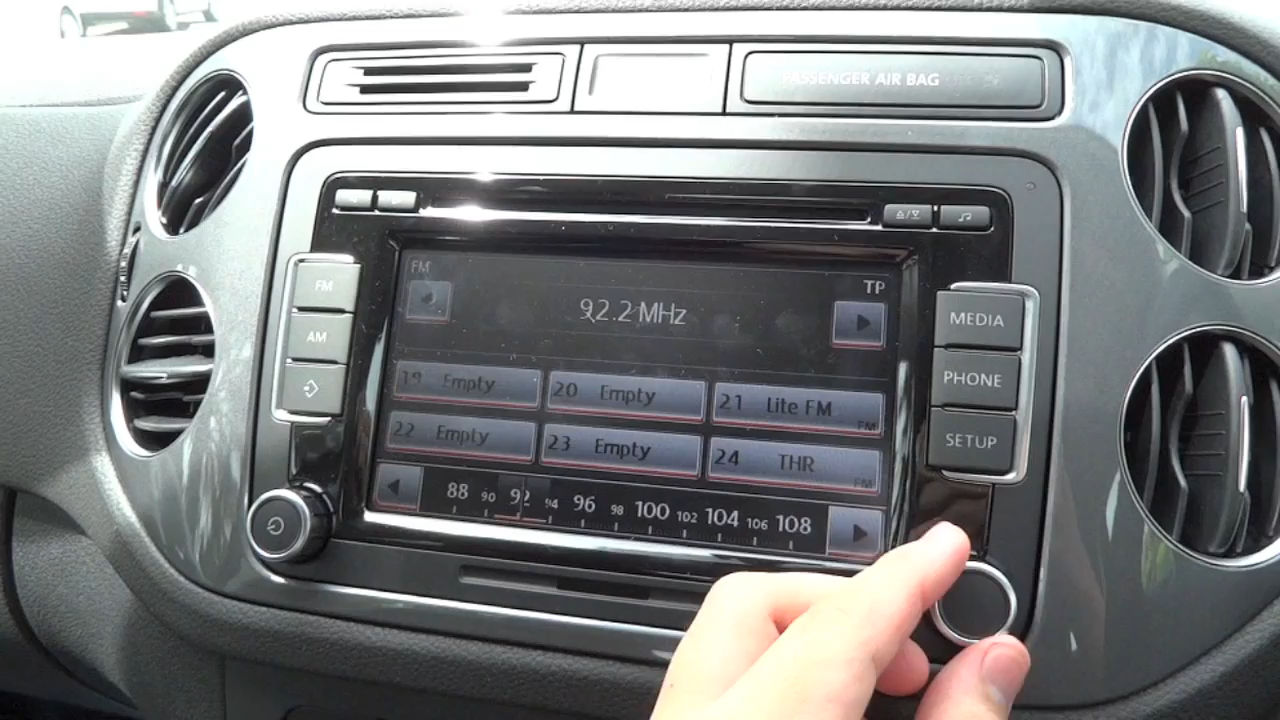 PASSENGER AIR BAG
FM
AM
FM
TP
92.2 MHz
19 Empty
20 Empty
21 Lite FM
FM
22 Empty
23 Empty
24 THR
FM
88 90 92 94 96 98 100 102 104 106 108
MEDIA
PHONE
SETUP